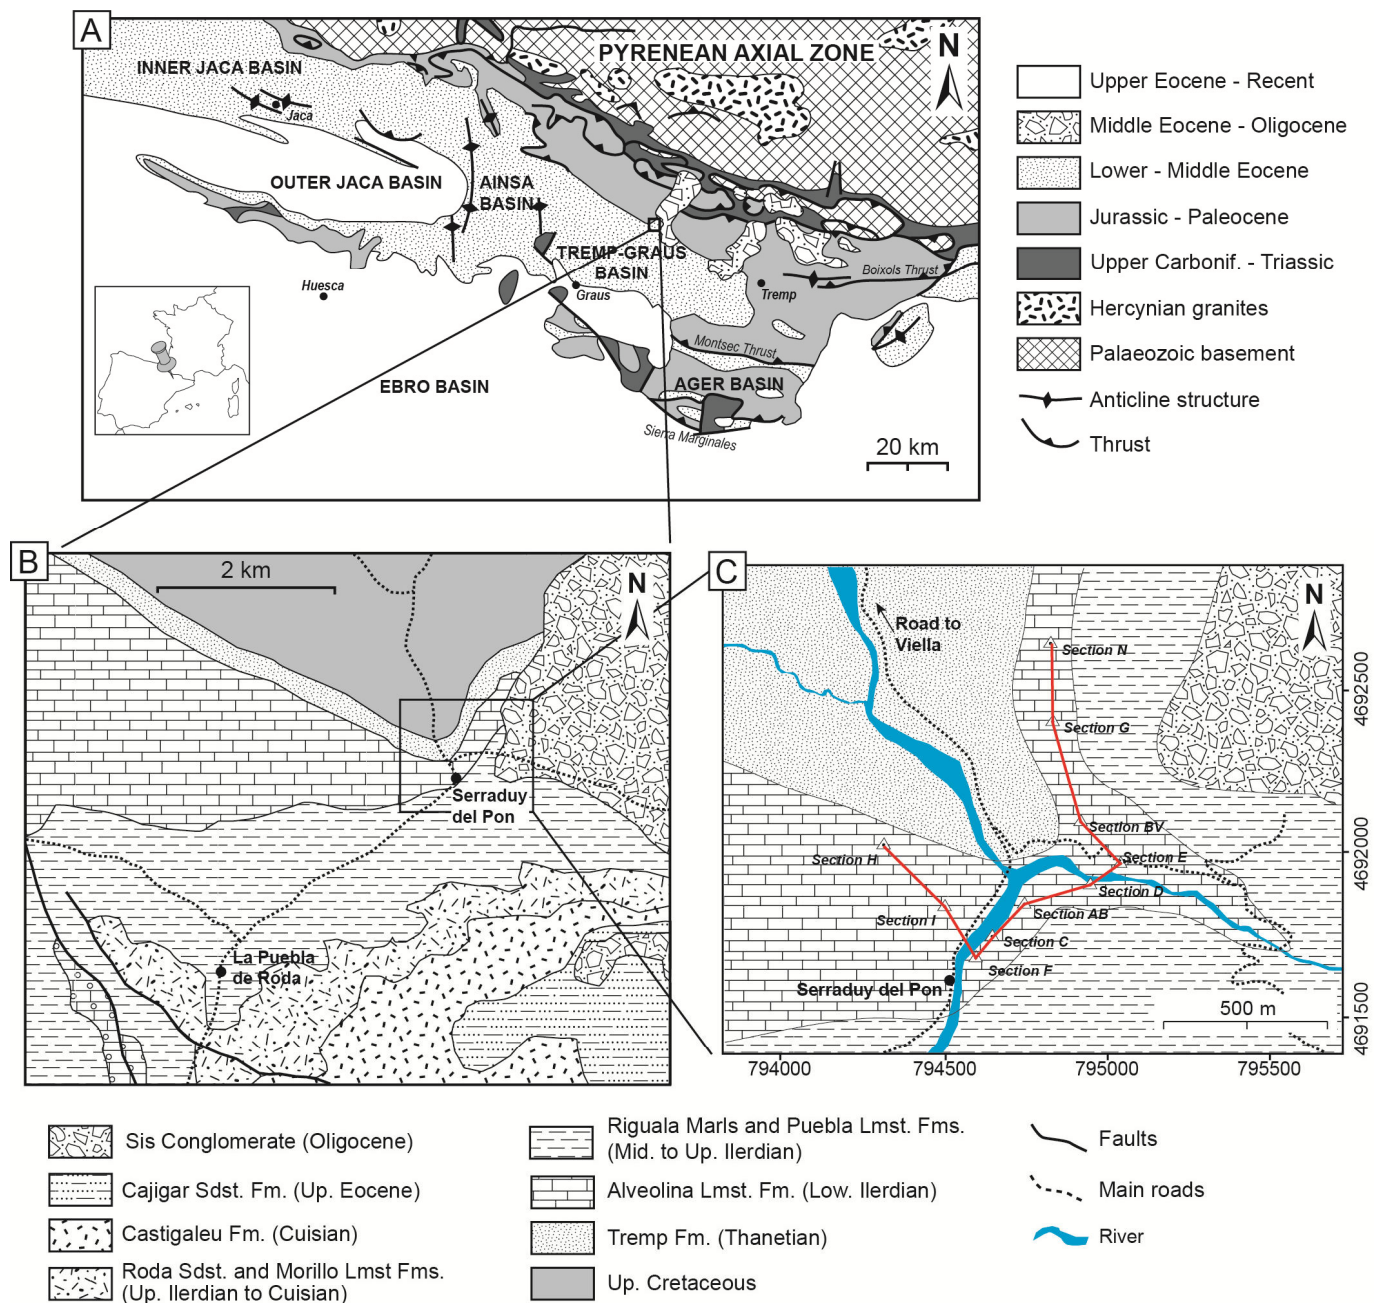 A
INNER JACA BASIN
Jaca
PYRENEAN AXIAL ZONE
N
OUTER JACA BASIN
AINSA
BASIN
TREMP-GRAUS
BASIN
Huesca
Graus
Tremp
Boixols Thrust
Montsec Thrust
EBRO BASIN
AGER BASIN
Sierra Marginales
20 km
Upper Eocene - Recent
Middle Eocene - Oligocene
Lower - Middle Eocene
Jurassic - Paleocene
Upper Carbonif. - Triassic
Hercynian granites
Palaeozoic basement
Anticline structure
Thrust
B
2 km
N
Serraduy
del Pon
La Puebla
de Roda
C
Road to
Viella
N
Section N
Section G
Section BV
Section E
Section H
Section D
Section I
Section AB
Section C
Section F
Serraduy del Pon
500 m
4692500
4692000
4691500
794000
794500
795000
795500
Sis Conglomerate (Oligocene)
Cajigar Sdst. Fm. (Up. Eocene)
Castigaleu Fm. (Cuisian)
Roda Sdst. and Morillo Lmst Fms.
(Up. Ilerdian to Cuisian)
Riguala Marls and Puebla Lmst. Fms.
(Mid. to Up. Ilerdian)
Alveolina Lmst. Fm. (Low. Ilerdian)
Tremp Fm. (Thanetian)
Up. Cretaceous
Faults
Main roads
River